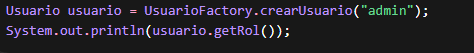 Usuario usuario = UsuarioFactory.crearUsuario("admin");
System.out.println(usuario.getRol());